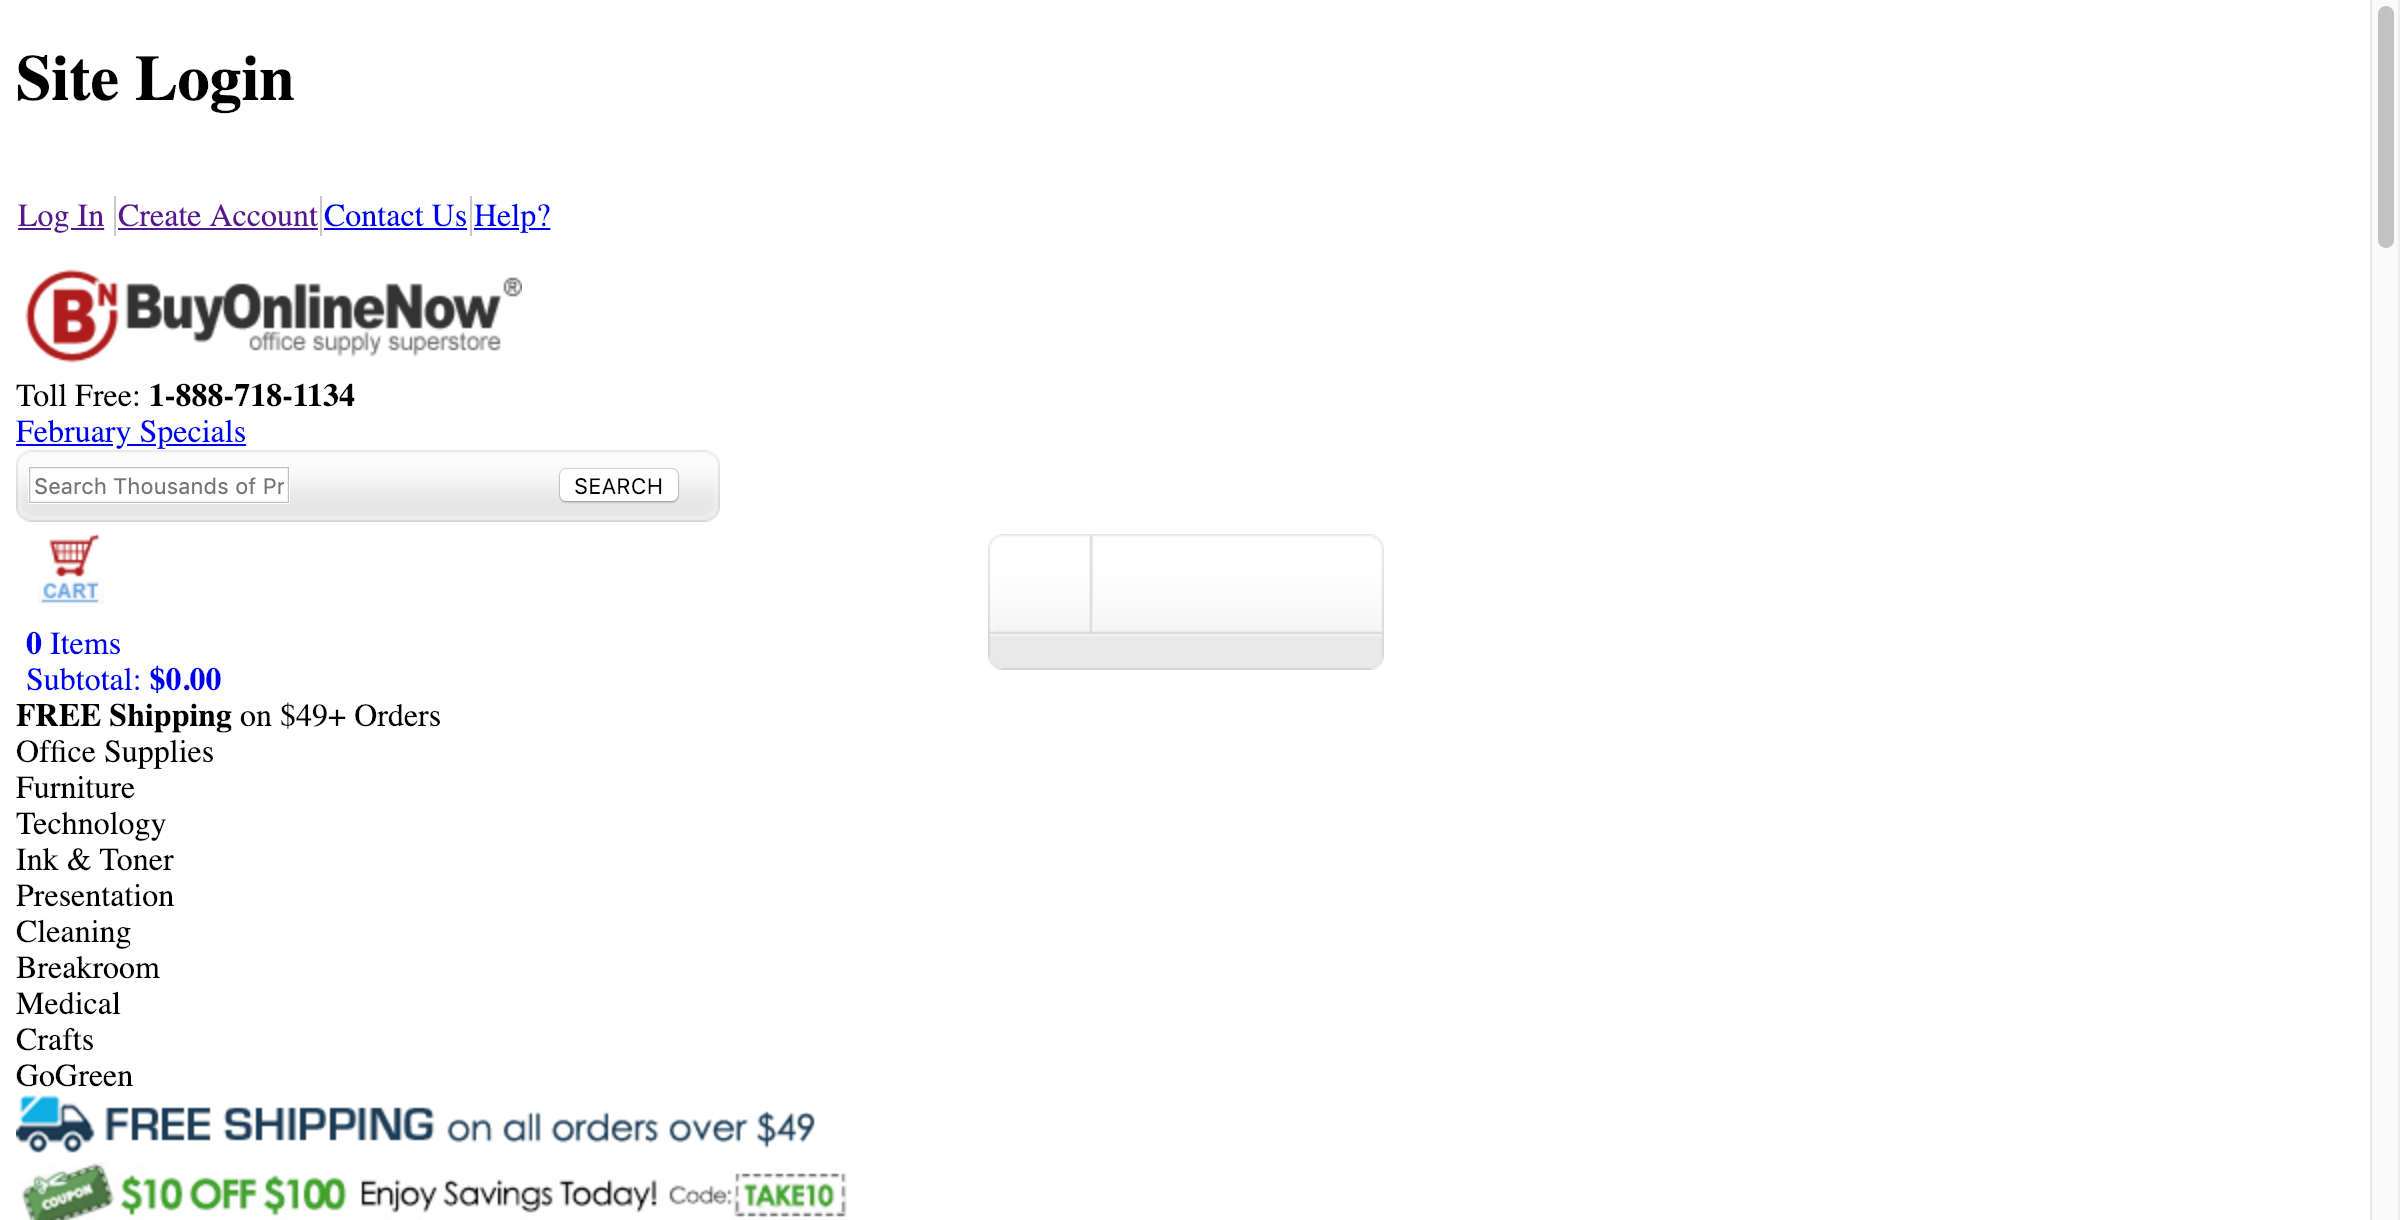 Site Login
Log In Create Account Contact Us Help?
BN BuyOnlineNow ®
office supply superstore
Toll Free: 1-888-718-1134
February Specials
Search Thousands of Pr SEARCH
CART
0 Items
Subtotal: $0.00
FREE Shipping on $49+ Orders
Office Supplies
Furniture
Technology
Ink & Toner
Presentation
Cleaning
Breakroom
Medical
Crafts
GoGreen
FREE SHIPPING on all orders over $49
COUPON $10 OFF $100 Enjoy Savings Today! Code: TAKE10